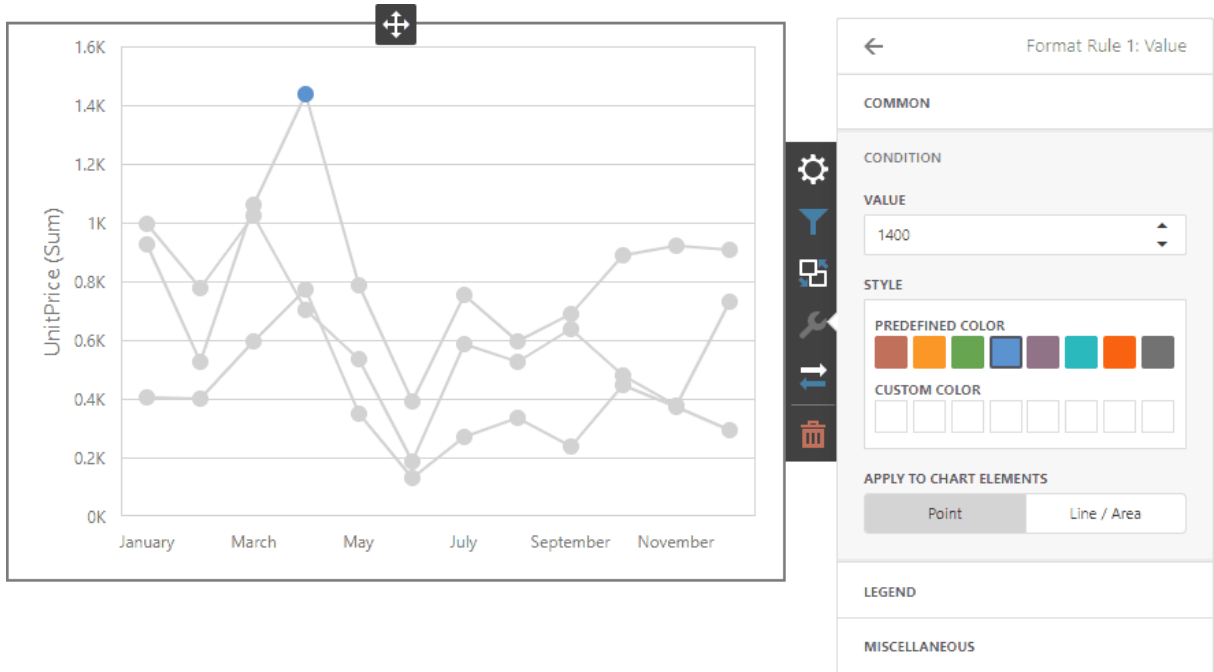 1.6K
1.4K
1.2K
1K
0.8K
0.6K
0.4K
0.2K
0K
UnitPrice (Sum)
January March May July September November
Format Rule 1: Value
COMMON
CONDITION
VALUE
1400
STYLE
PREDEFINED COLOR
CUSTOM COLOR
APPLY TO CHART ELEMENTS
Point Line / Area
LEGEND
MISCELLANEOUS